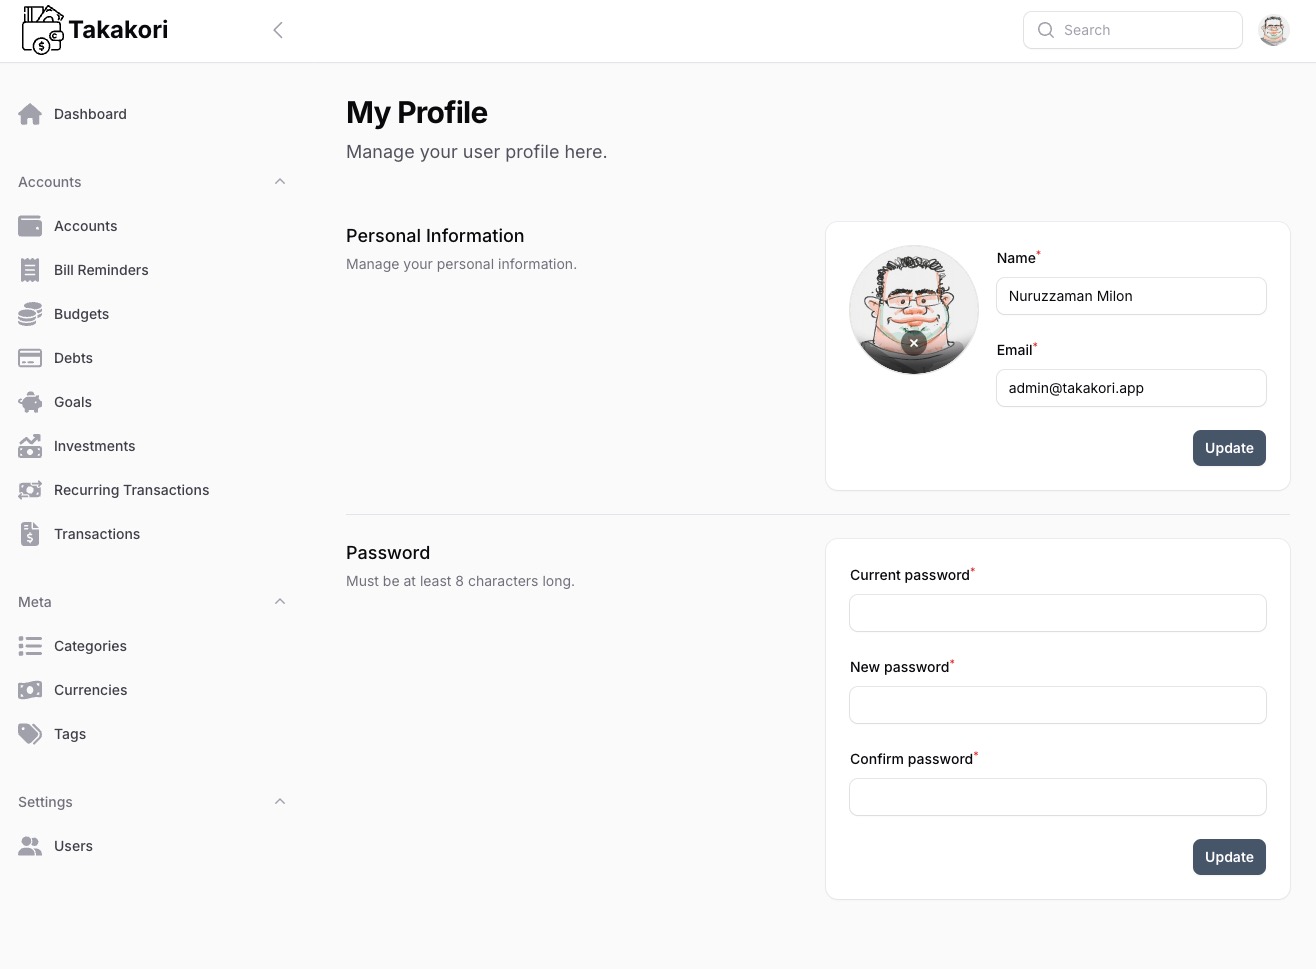 Takakori
Search
Dashboard
Accounts
Accounts
Bill Reminders
Budgets
Debts
Goals
Investments
Recurring Transactions
Transactions
Meta
Categories
Currencies
Tags
Settings
Users
My Profile
Manage your user profile here.
Personal Information
Manage your personal information.
Name*
Nuruzzaman Milon
Email*
admin@takakori.app
Update
Password
Must be at least 8 characters long.
Current password*
New password*
Confirm password*
Update